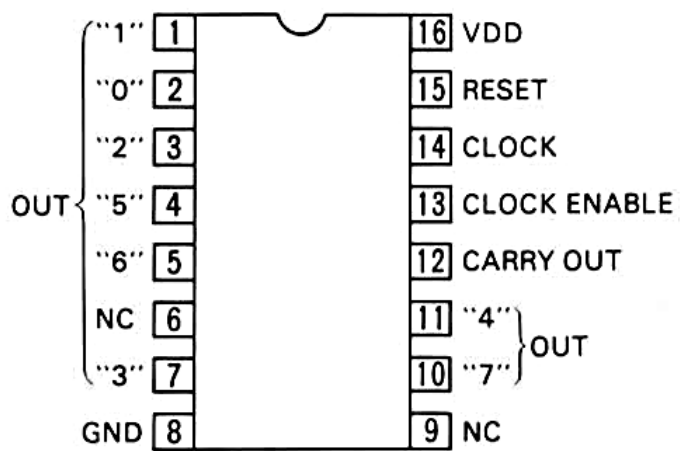 "1" 1 16 VDD
"0" 2 15 RESET
"2" 3 14 CLOCK
OUT "5" 4 13 CLOCK ENABLE
"6" 5 12 CARRY OUT
NC 6 11 "4"
OUT
"3" 7 10 "7"
GND 8 9 NC